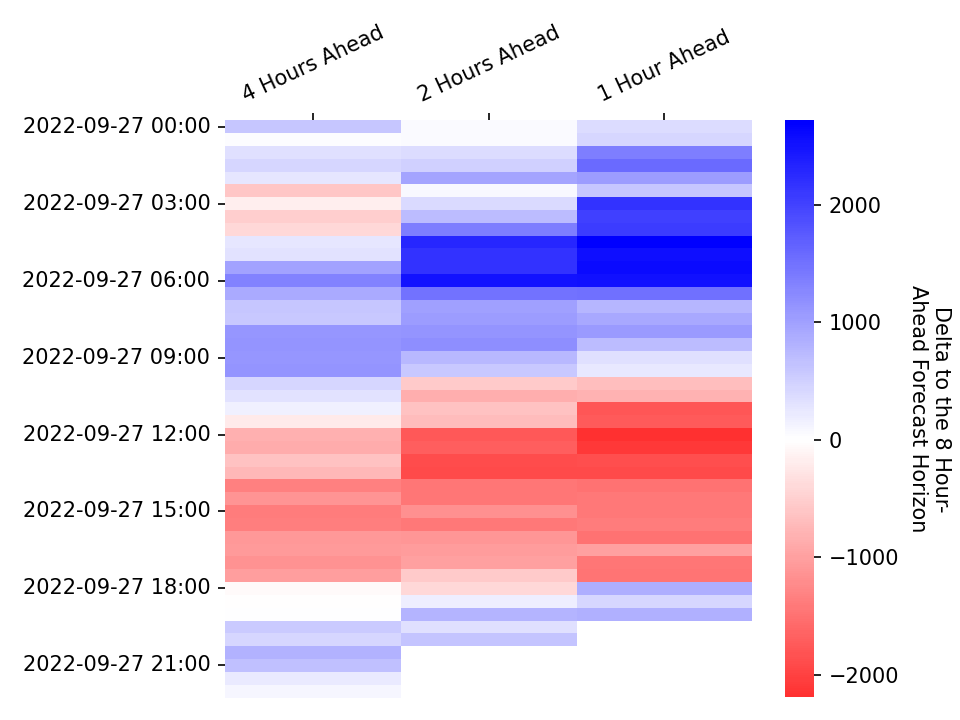 4 Hours Ahead
2 Hours Ahead
1 Hour Ahead
2022-09-27 00:00
2022-09-27 03:00
2022-09-27 06:00
2022-09-27 09:00
2022-09-27 12:00
2022-09-27 15:00
2022-09-27 18:00
2022-09-27 21:00
2000
1000
0
−1000
−2000
Delta to the 8 Hour-
Ahead Forecast Horizon